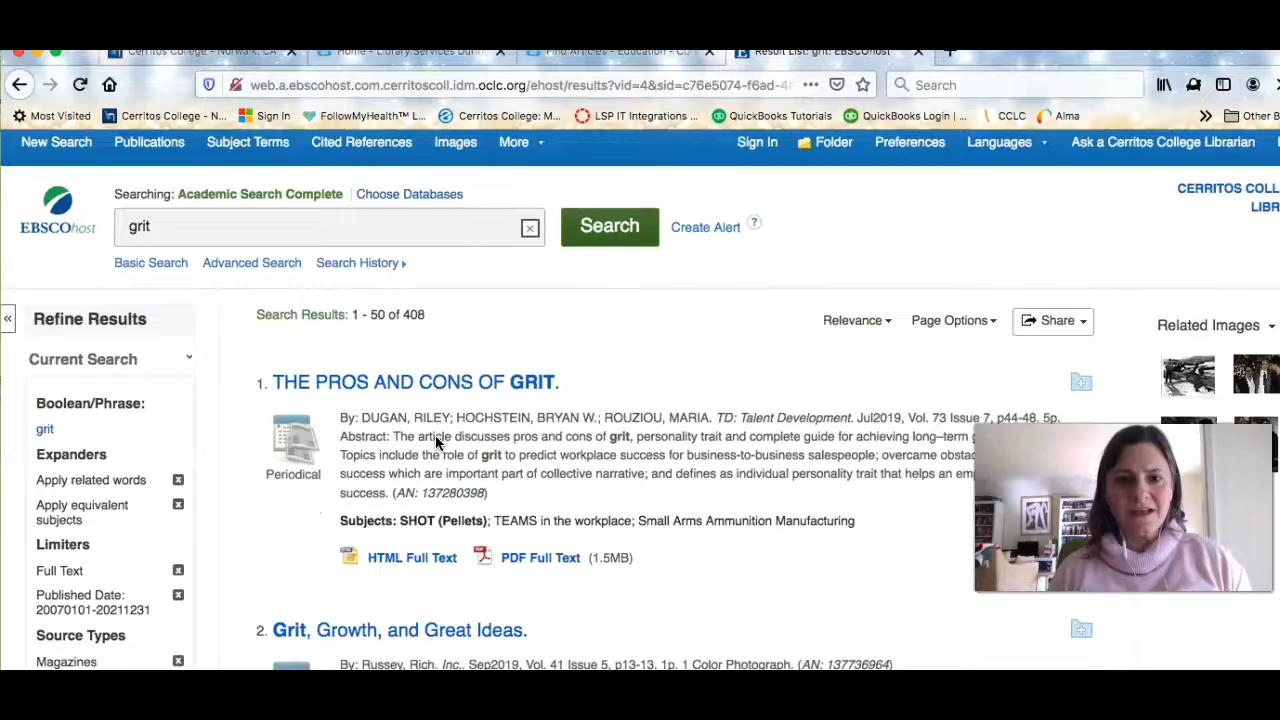 Cerritos College - Norwalk, CA
Home - Library Services Duri
Find Articles - Education - Co
Result List: grit: EBSCOhost
web.a.ebscohost.com.cerritoscoll.idm.oclc.org/ehost/results?vid=4&sid=c76e5074-f6ad-4
Search
Most Visited
Cerritos College - N...
Sign In
FollowMyHealth™ L...
Cerritos College: M...
LSP IT Integrations ...
QuickBooks Tutorials
QuickBooks Login | ...
CCLC
Alma
Other B
New Search Publications Subject Terms Cited References Images More
Sign In Folder Preferences Languages Ask a Cerritos College Librarian
Searching: Academic Search Complete Choose Databases
CERRITOS COLL
LIBR
EBSCOhost
grit
Search
Create Alert
?
Basic Search Advanced Search Search History
«
Refine Results
Current Search
Boolean/Phrase:
grit
Expanders
Apply related words
Apply equivalent
subjects
Limiters
Full Text
Published Date:
20070101-20211231
Source Types
Magazines
Search Results: 1 - 50 of 408
Relevance Page Options Share
Related Images
1. THE PROS AND CONS OF GRIT.
Periodical
By: DUGAN, RILEY; HOCHSTEIN, BRYAN W.; ROUZIOU, MARIA. TD: Talent Development. Jul2019, Vol. 73 Issue 7, p44-48. 5p.
Abstract: The article discusses pros and cons of grit, personality trait and complete guide for achieving long–term g
Topics include the role of grit to predict workplace success for business-to-business salespeople; overcame obstac
success which are important part of collective narrative; and defines as individual personality trait that helps an em
success. (AN: 137280398)
Subjects: SHOT (Pellets); TEAMS in the workplace; Small Arms Ammunition Manufacturing
HTML Full Text PDF Full Text (1.5MB)
2. Grit, Growth, and Great Ideas.
By: Russey, Rich. Inc.. Sep2019, Vol. 41 Issue 5, p13-13. 1p. 1 Color Photograph. (AN: 137736964)